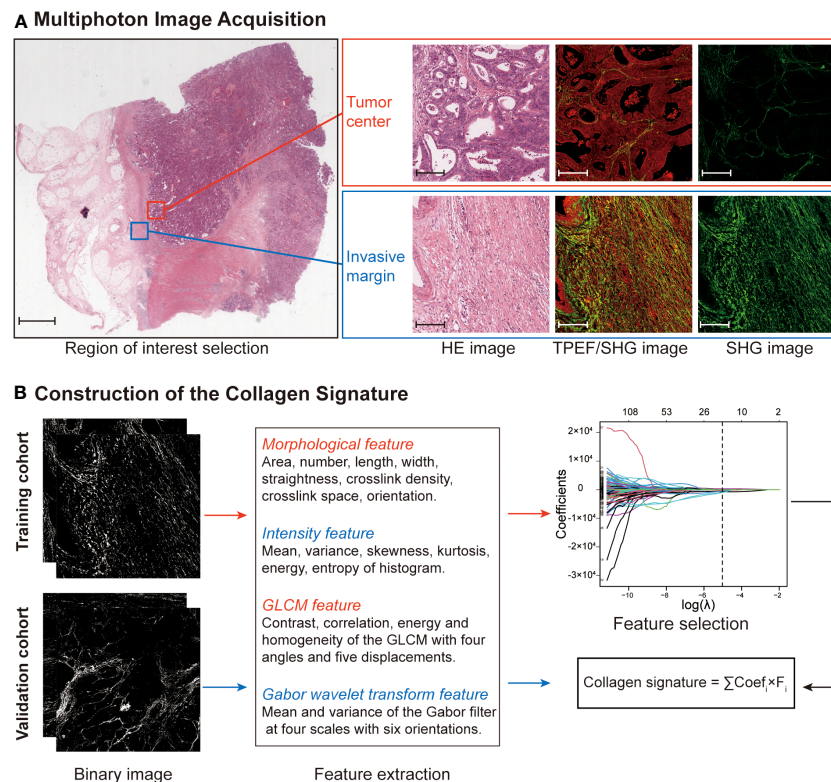 A Multiphoton Image Acquisition
Tumor
center
Invasive
margin
Region of interest selection
HE image
TPEF/SHG image
SHG image
B Construction of the Collagen Signature
Training cohort
Validation cohort
Binary image
Morphological feature
Area, number, length, width,
straightness, crosslink density,
crosslink space, orientation.
Intensity feature
Mean, variance, skewness, kurtosis,
energy, entropy of histogram.
GLCM feature
Contrast, correlation, energy and
homogeneity of the GLCM with four
angles and five displacements.
Gabor wavelet transform feature
Mean and variance of the Gabor filter
at four scales with six orientations.
Feature extraction
108 53 26 10 2
Coefficients
2×10⁴
1×10⁴
0
-1×10⁴
-2×10⁴
-3×10⁴
-10 -8 -6 -4 -2
log(λ)
Feature selection
Collagen signature = ∑Coefᵢ×Fᵢ